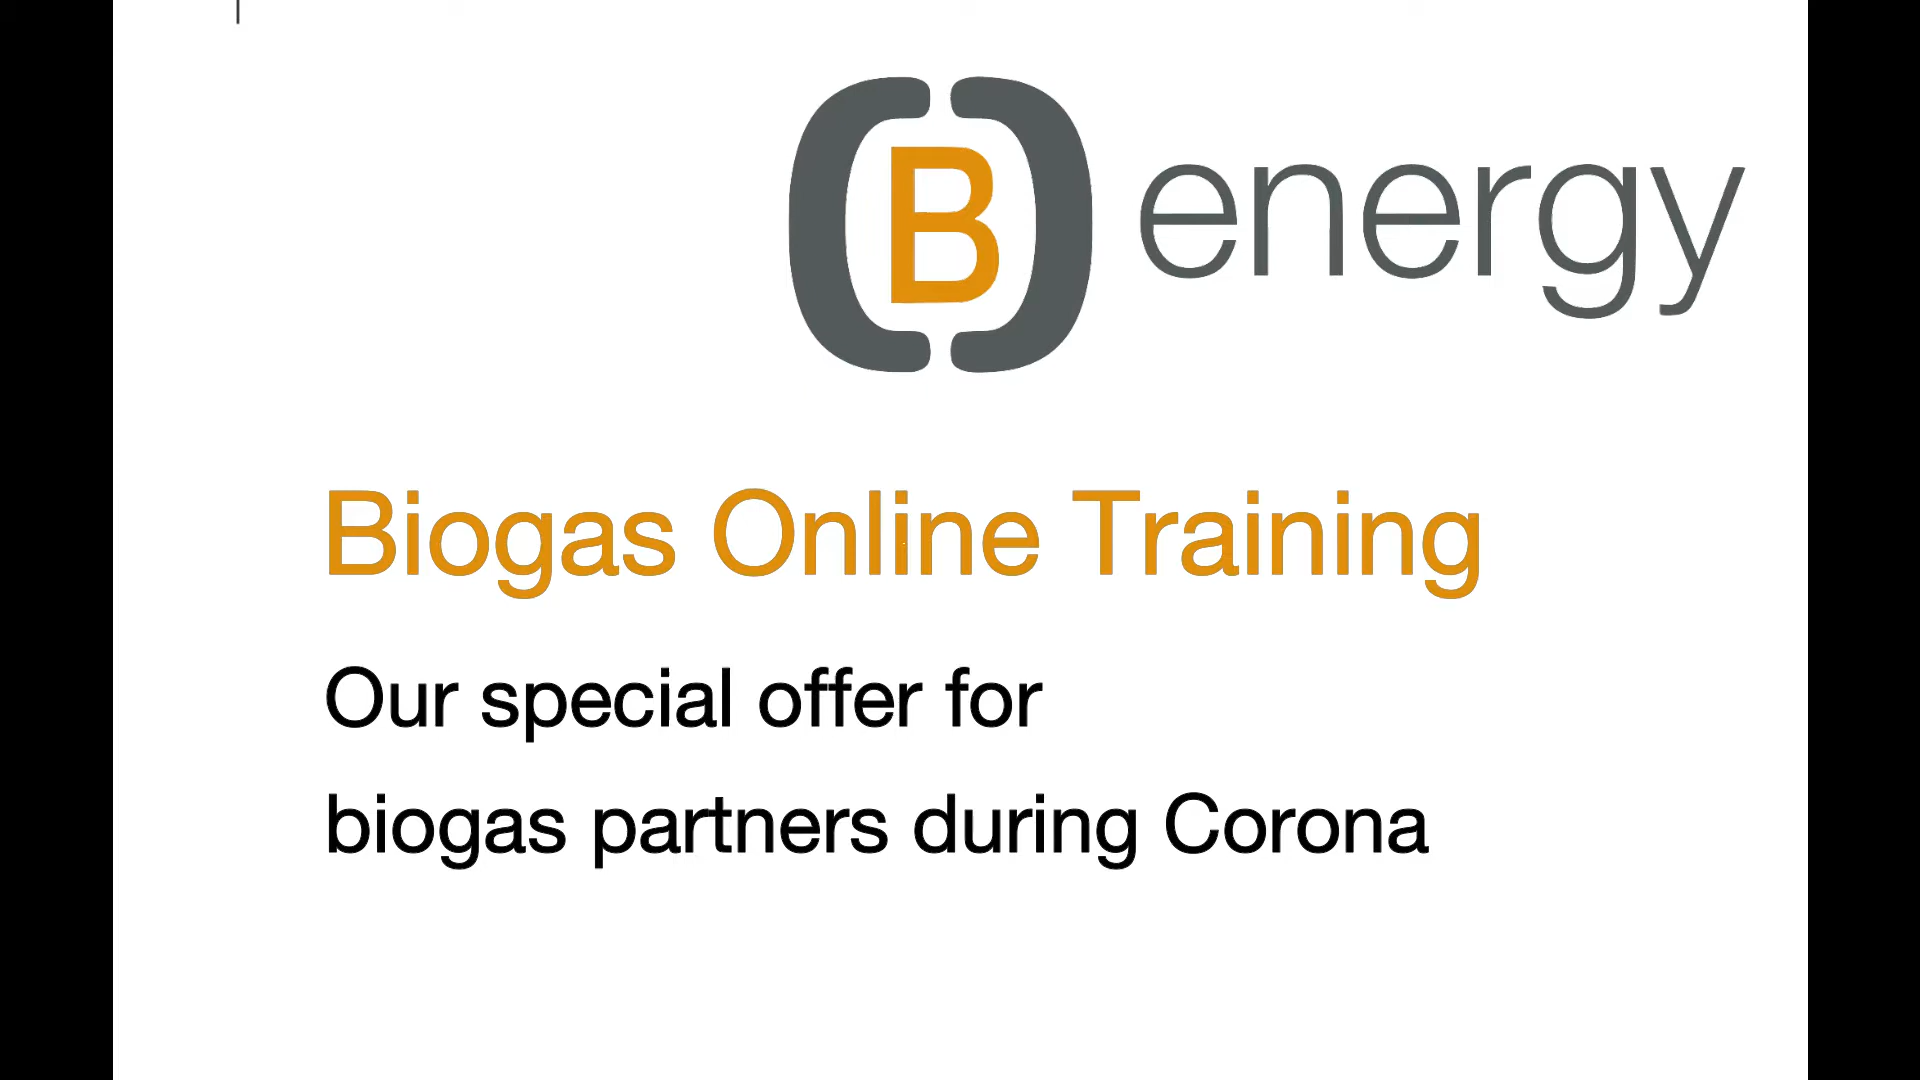 (B) energy
Biogas Online Training
Our special offer for
biogas partners during Corona